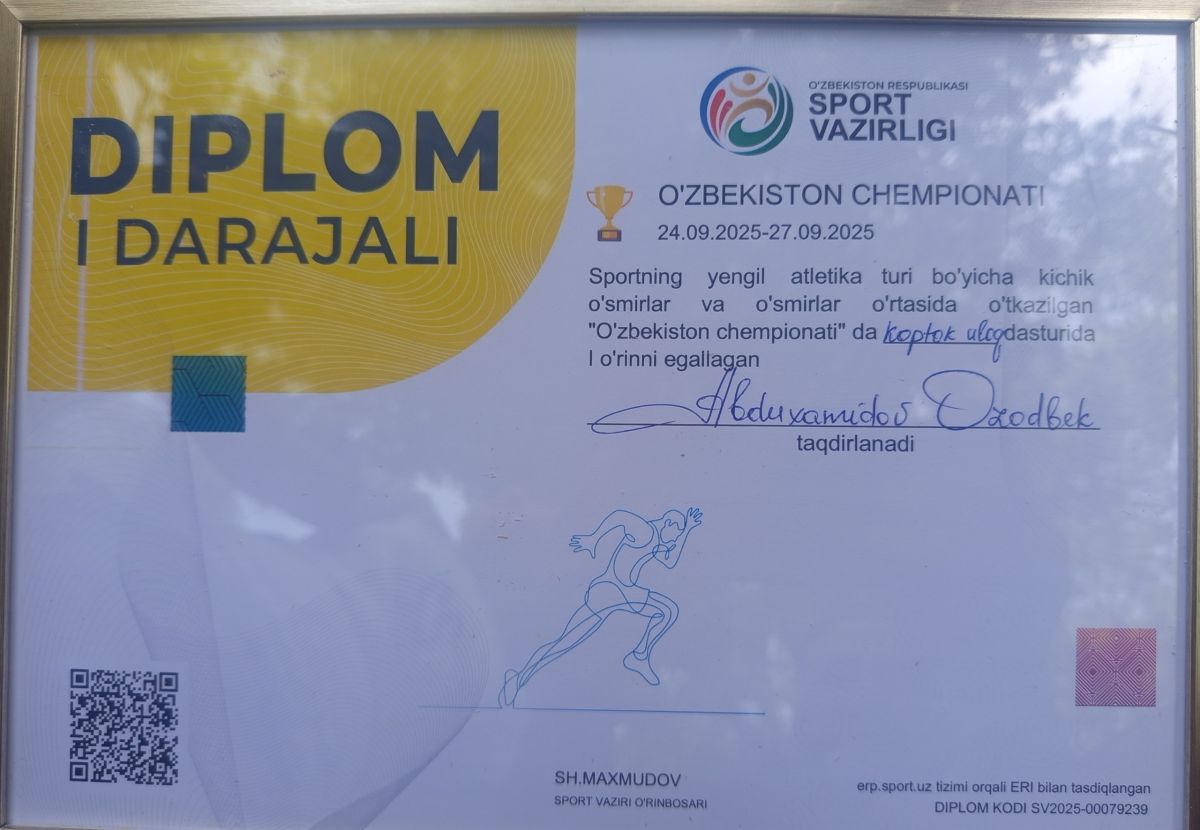 DIPLOM
I DARAJALI
O'ZBEKISTON RESPUBLIKASI
SPORT
VAZIRLIGI
O'ZBEKISTON CHEMPIONATI
24.09.2025-27.09.2025
Sportning yengil atletika turi bo'yicha kichik
o'smirlar va o'smirlar o'rtasida o'tkazilgan
"O'zbekiston chempionati" da koptok uloq dasturida
I o'rinni egallagan
Abduxamidov Ozodbek
taqdirlanadi
SH.MAXMUDOV
SPORT VAZIRI O'RINBOSARI
erp.sport.uz tizimi orqali ERI bilan tasdiqlangan
DIPLOM KODI SV2025-00079239